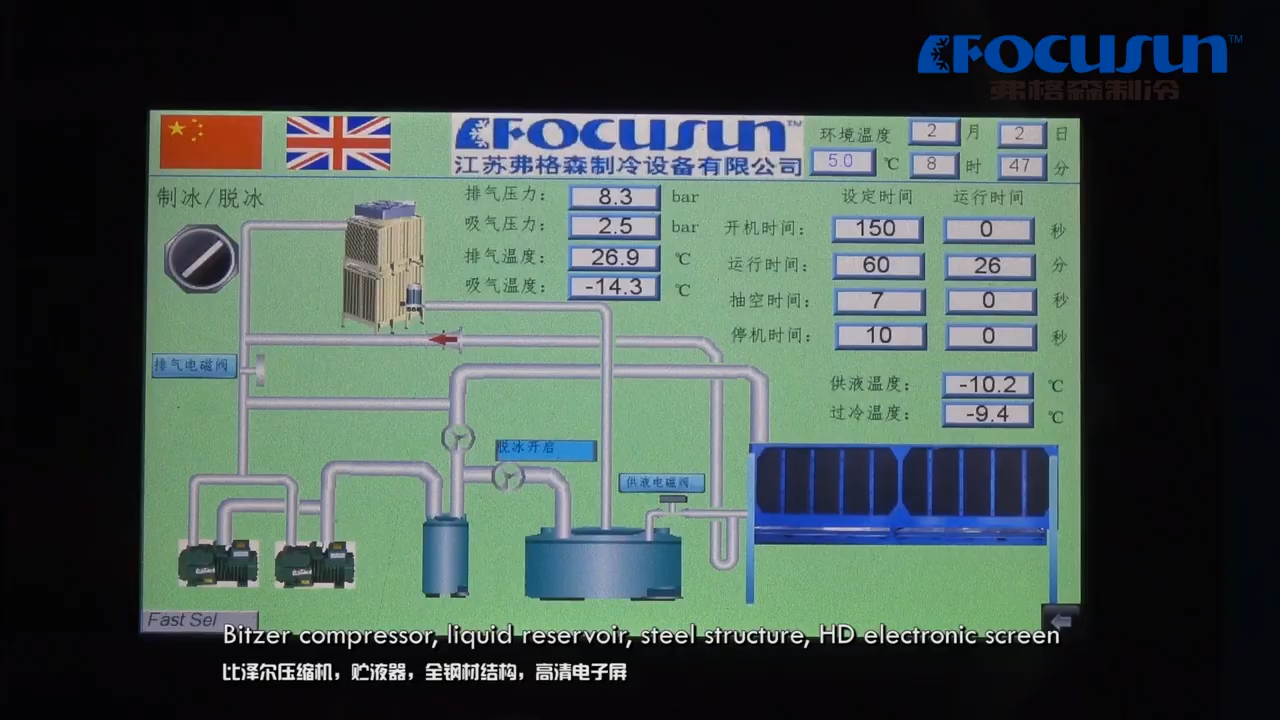 FOCUSUN™
弗格森制冷
FOCUSUN™
江苏弗格森制冷设备有限公司
环境温度 2 月 2 日
50 ℃ 8 时 47 分
制冰/脱冰
排气压力: 8.3 bar
吸气压力: 2.5 bar
排气温度: 26.9 ℃
吸气温度: -14.3 ℃
设定时间 运行时间
开机时间: 150 0 秒
运行时间: 60 26 分
抽空时间: 7 0 秒
停机时间: 10 0 秒
供液温度: -10.2 ℃
过冷温度: -9.4 ℃
排气电磁阀
脱冰开启
供液电磁阀
Fast Sel
Bitzer compressor, liquid reservoir, steel structure, HD electronic screen
比泽尔压缩机，贮液器，全钢材结构，高清电子屏